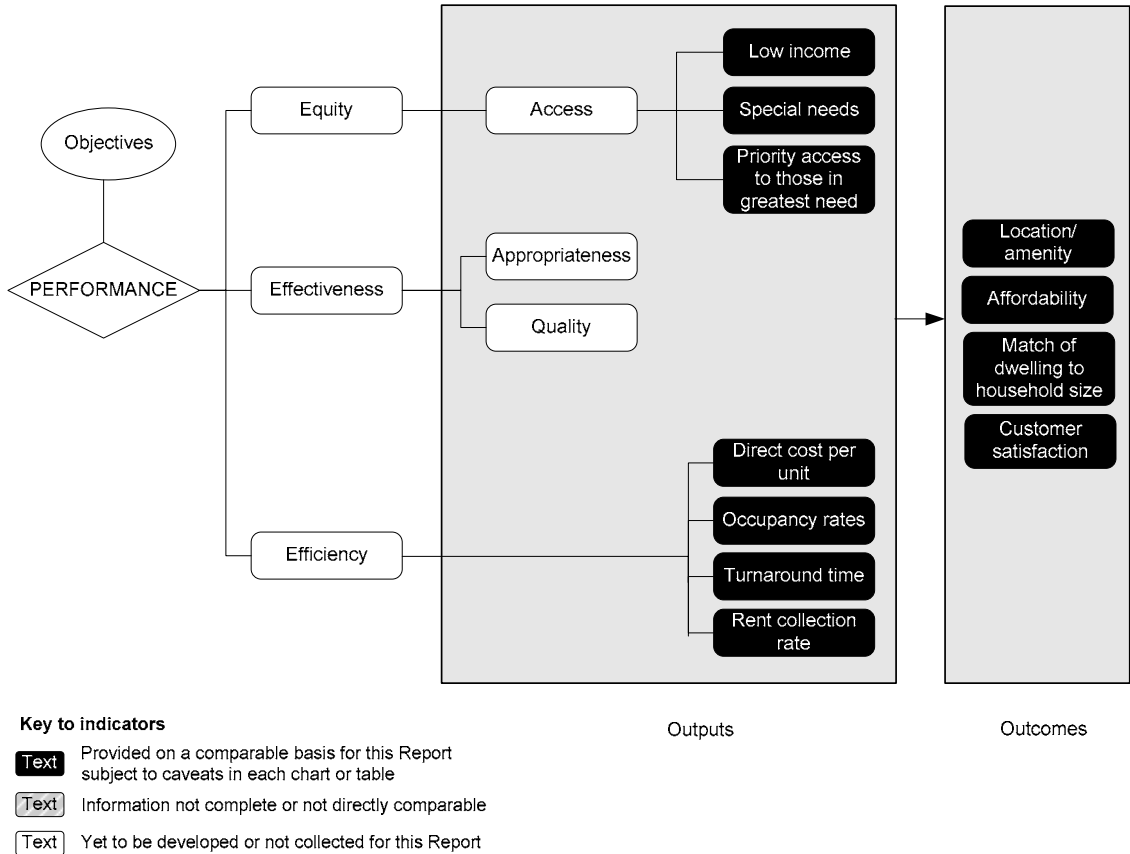 Objectives
PERFORMANCE
Equity
Effectiveness
Efficiency
Access
Appropriateness
Quality
Low income
Special needs
Priority access
to those in
greatest need
Direct cost per
unit
Occupancy rates
Turnaround time
Rent collection
rate
Location/
amenity
Affordability
Match of
dwelling to
household size
Customer
satisfaction
Outputs
Outcomes
Key to indicators
Text
Provided on a comparable basis for this Report
subject to caveats in each chart or table
Text
Information not complete or not directly comparable
Text
Yet to be developed or not collected for this Report